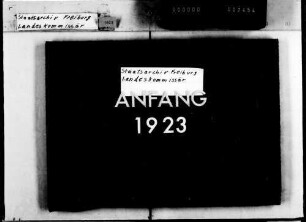 Staatsarchiv Freiburg
Landeskommissär
Staatsarchiv Freiburg
Landeskommissär
ANFANG
1923